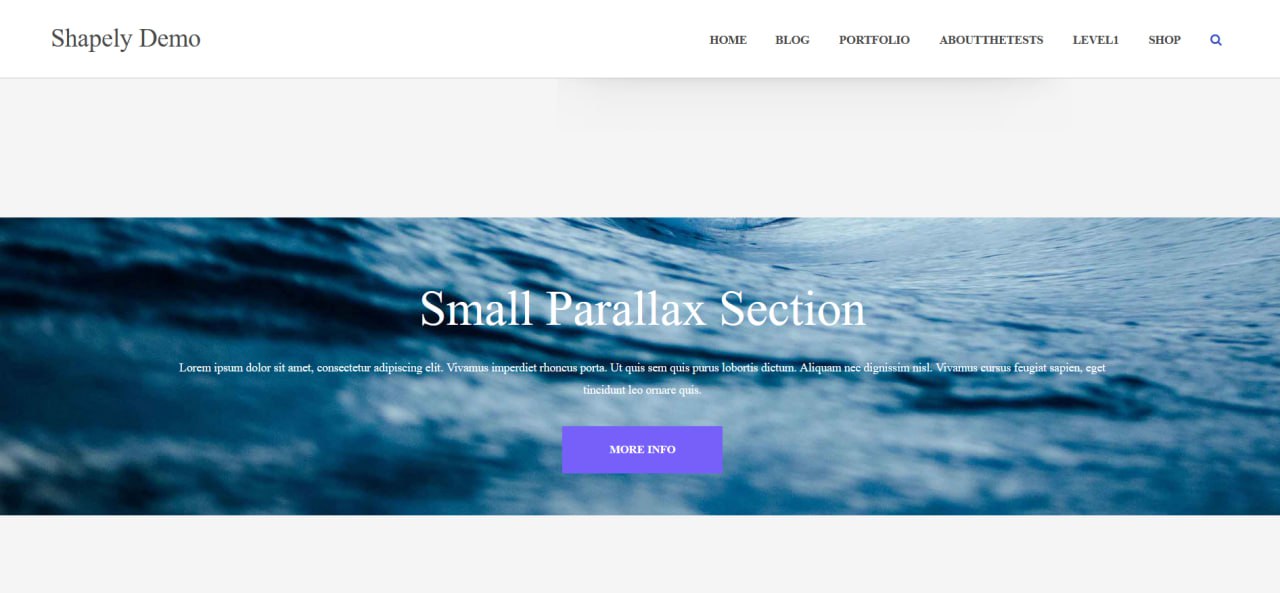 Shapely Demo
HOME BLOG PORTFOLIO ABOUTTHETESTS LEVEL1 SHOP
Small Parallax Section
Lorem ipsum dolor sit amet, consectetur adipiscing elit. Vivamus imperdiet rhoncus porta. Ut quis sem quis purus lobortis dictum. Aliquam nec dignissim nisl. Vivamus cursus feugiat sapien, eget
tincidunt leo ornare quis.
MORE INFO